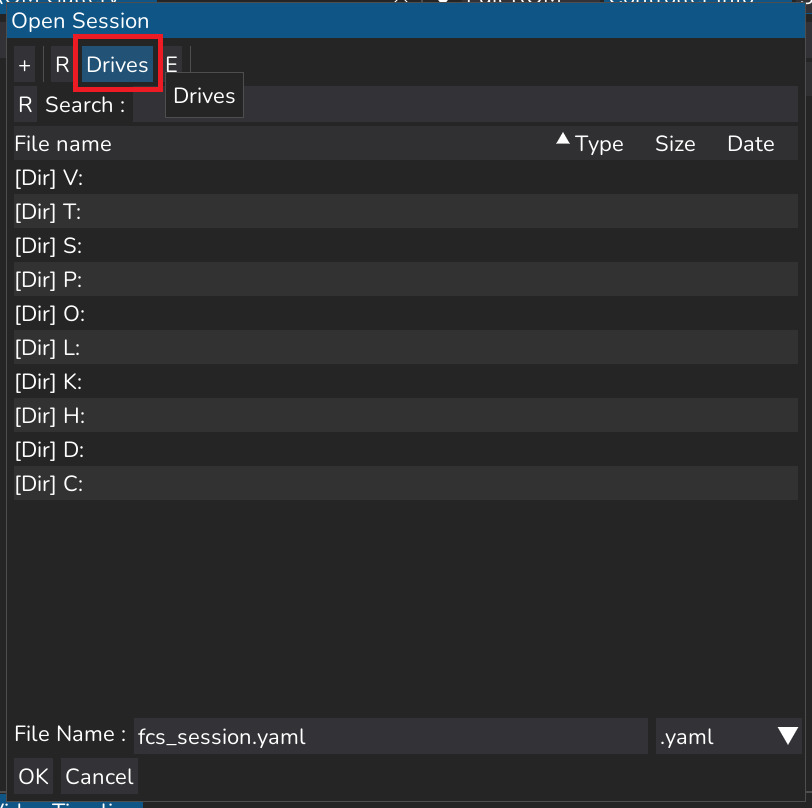 Open Session
+ R Drives E
Drives
R Search :
File name Type Size Date
[Dir] V:
[Dir] T:
[Dir] S:
[Dir] P:
[Dir] O:
[Dir] L:
[Dir] K:
[Dir] H:
[Dir] D:
[Dir] C:
File Name : fcs_session.yaml .yaml
OK Cancel